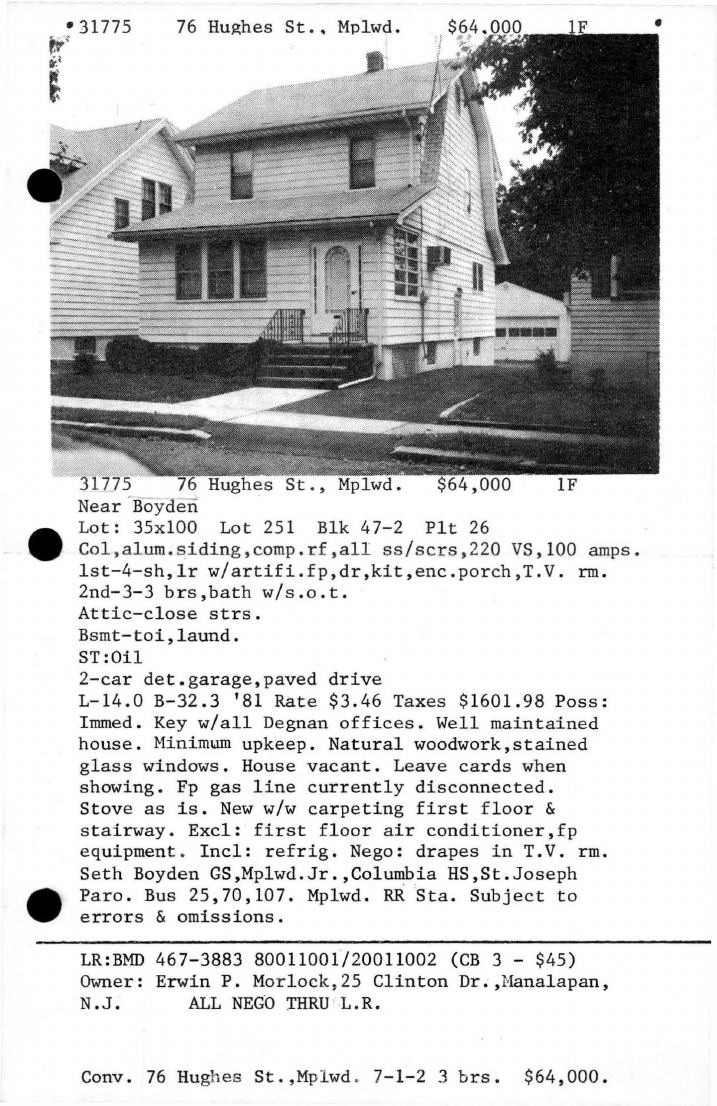 31775 76 Hughes St., Mplwd. $64,000 1F
31775 76 Hughes St., Mplwd. $64,000 1F
Near Boyden
Lot: 35x100 Lot 251 Blk 47-2 Plt 26
Col,alum.siding,comp.rf,all ss/scrs,220 VS,100 amps.
1st-4-sh,lr w/artifi.fp,dr,kit,enc.porch,T.V. rm.
2nd-3-3 brs,bath w/s.o.t.
Attic-close strs.
Bsmt-toi,laund.
ST:Oil
2-car det.garage,paved drive
L-14.0 B-32.3 '81 Rate $3.46 Taxes $1601.98 Poss:
Immed. Key w/all Degnan offices. Well maintained
house. Minimum upkeep. Natural woodwork,stained
glass windows. House vacant. Leave cards when
showing. Fp gas line currently disconnected.
Stove as is. New w/w carpeting first floor &
stairway. Excl: first floor air conditioner,fp
equipment. Incl: refrig. Nego: drapes in T.V. rm.
Seth Boyden GS,Mplwd.Jr.,Columbia HS,St.Joseph
Paro. Bus 25,70,107. Mplwd. RR Sta. Subject to
errors & omissions.
LR:BMD 467-3883 80011001/20011002 (CB 3 - $45)
Owner: Erwin P. Morlock,25 Clinton Dr.,Manalapan,
N.J. ALL NEGO THRU L.R.
Conv. 76 Hughes St.,Mplwd. 7-1-2 3 brs. $64,000.